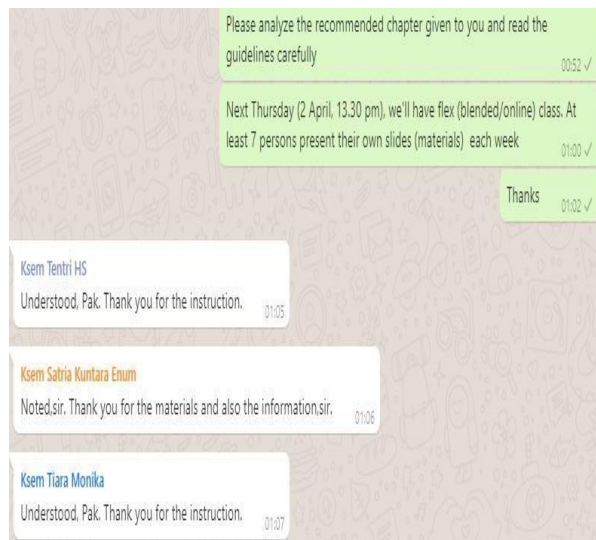 Please analyze the recommended chapter given to you and read the
guidelines carefully
00:52
Next Thursday (2 April, 13.30 pm), we'll have flex (blended/online) class. At
least 7 persons present their own slides (materials) each week
01:00
Thanks
01:02
Ksem Tentri HS
Understood, Pak. Thank you for the instruction.
01:05
Ksem Satria Kuntara Enum
Noted,sir. Thank you for the materials and also the information,sir.
01:06
Ksem Tiara Monika
Understood, Pak. Thank you for the instruction.
01:07